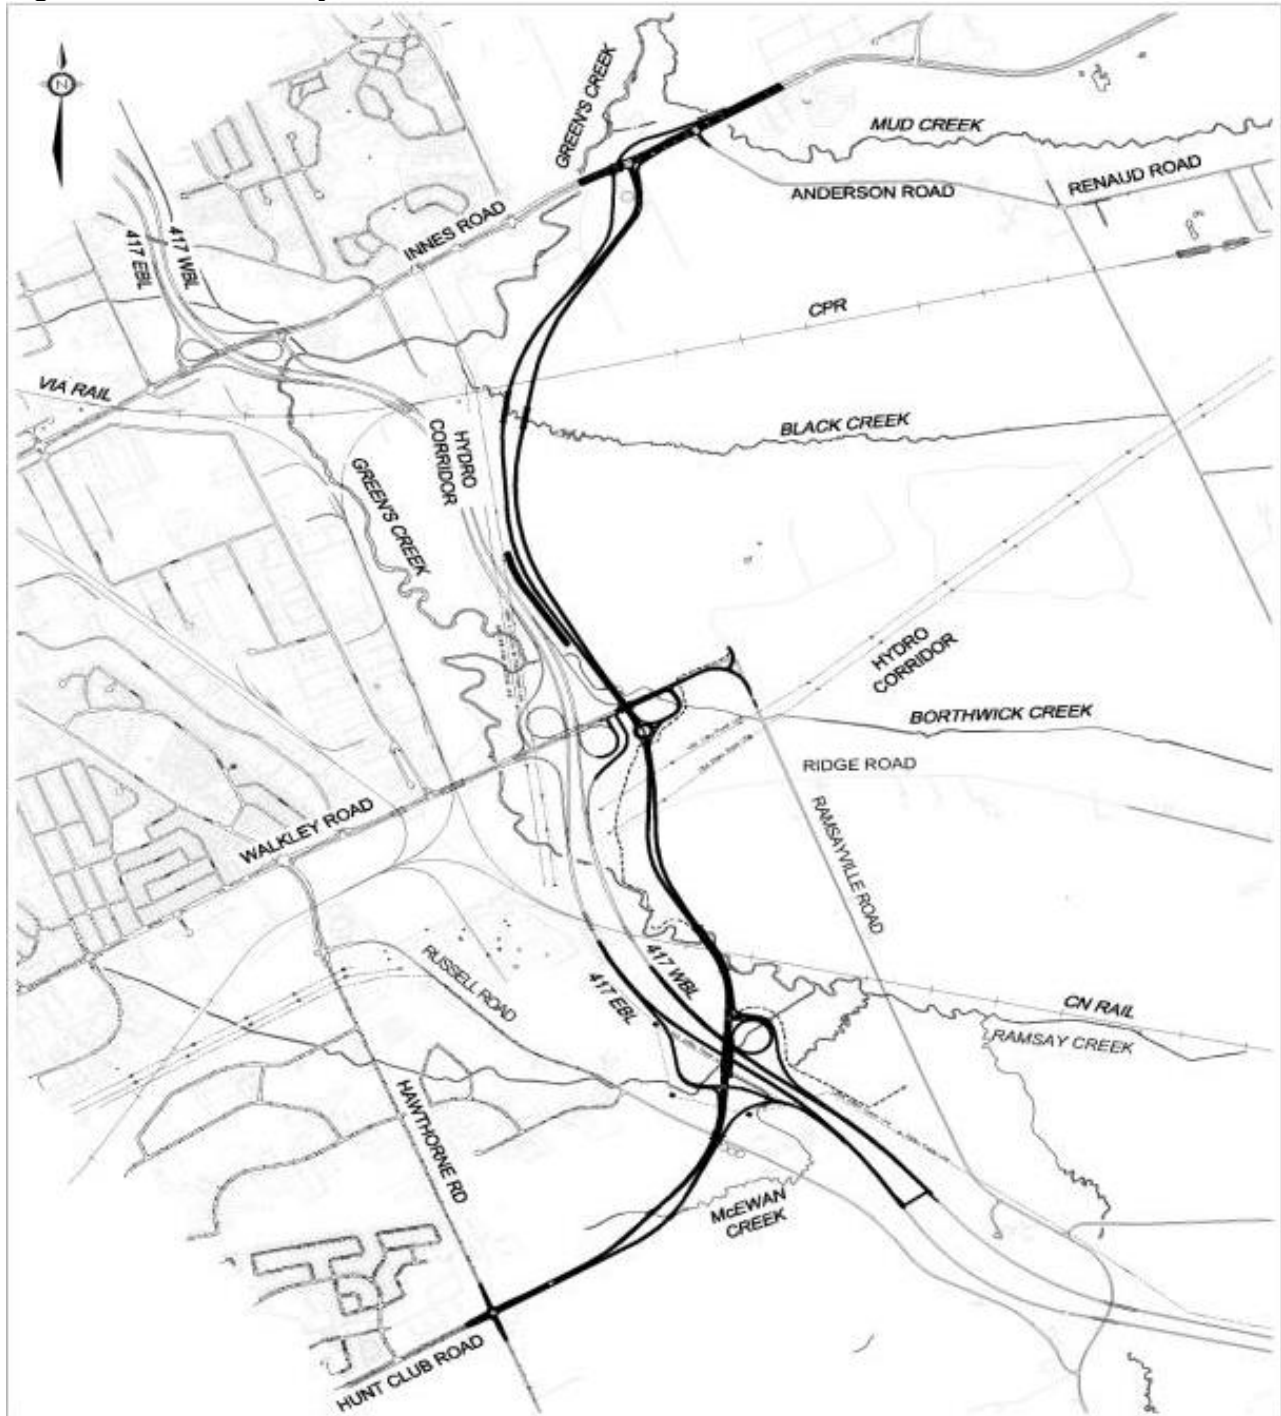 N
GREEN'S CREEK
MUD CREEK
RENAUD ROAD
ANDERSON ROAD
INNES ROAD
417 WBL
417 EBL
CPR
VIA RAIL
BLACK CREEK
HYDRO
CORRIDOR
GREEN'S CREEK
HYDRO
CORRIDOR
BORTHWICK CREEK
RIDGE ROAD
WALKLEY ROAD
RAMSAYVILLE ROAD
RUSSELL ROAD
417 WBL
417 EBL
CN RAIL
RAMSAY CREEK
HAWTHORNE RD
McEWAN
CREEK
HUNT CLUB ROAD